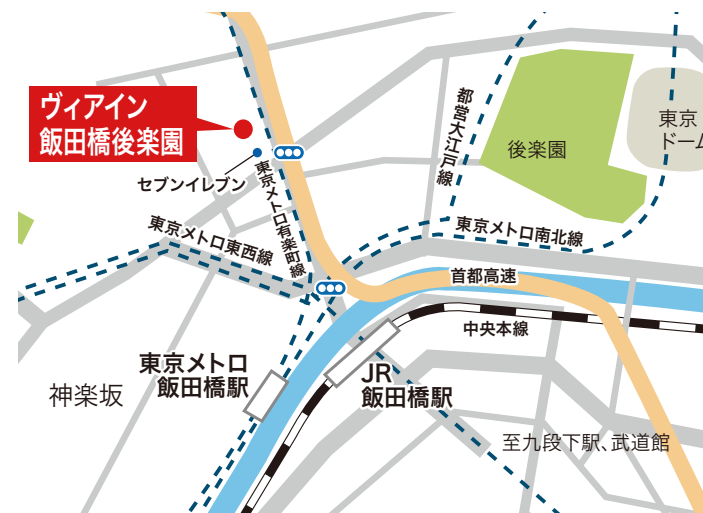 ヴィアイン
飯田橋後楽園
セブンイレブン
東京メトロ有楽町線
都営大江戸線
後楽園
東京
ドーム
東京メトロ東西線
東京メトロ南北線
首都高速
中央本線
東京メトロ
飯田橋駅
JR
飯田橋駅
神楽坂
至九段下駅、武道館